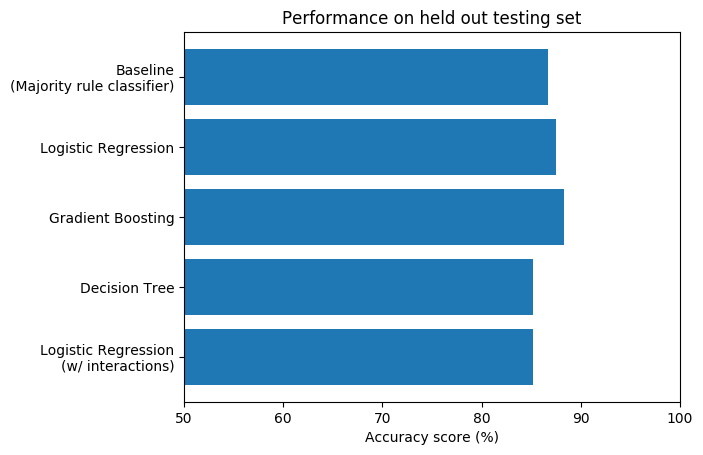 Performance on held out testing set
Baseline
(Majority rule classifier)
Logistic Regression
Gradient Boosting
Decision Tree
Logistic Regression
(w/ interactions)
50 60 70 80 90 100
Accuracy score (%)